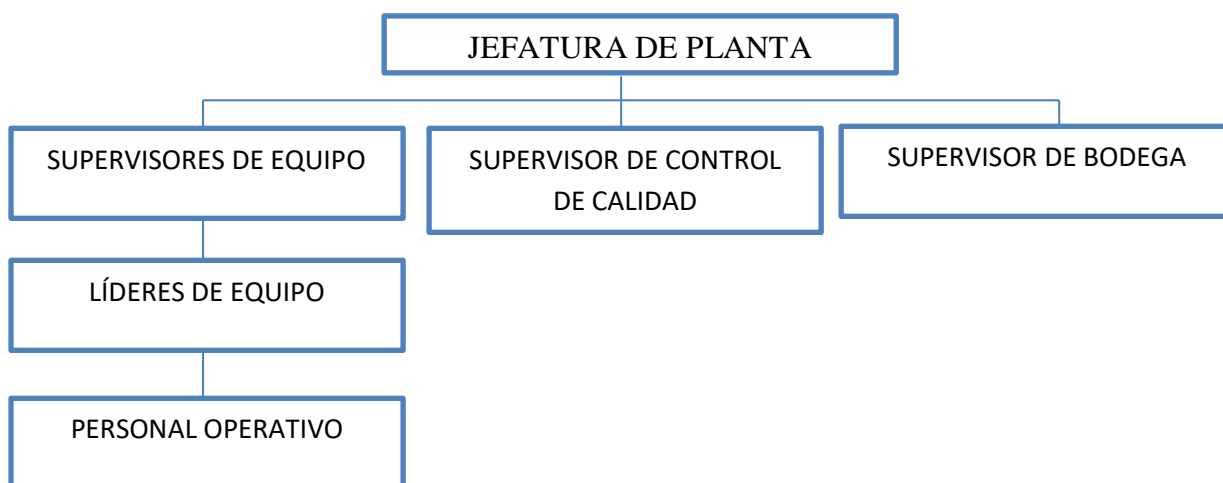 JEFATURA DE PLANTA
SUPERVISORES DE EQUIPO
SUPERVISOR DE CONTROL
DE CALIDAD
SUPERVISOR DE BODEGA
LÍDERES DE EQUIPO
PERSONAL OPERATIVO